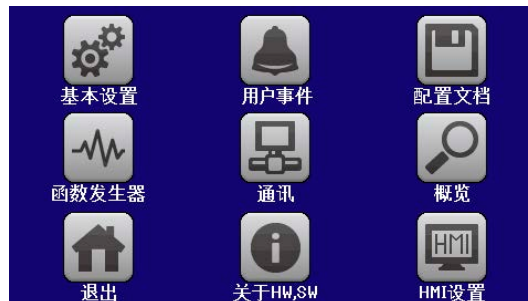 基本设置
用户事件
配置文档
函数发生器
通讯
概览
HMI
退出
关于HW,SW
HMI设置